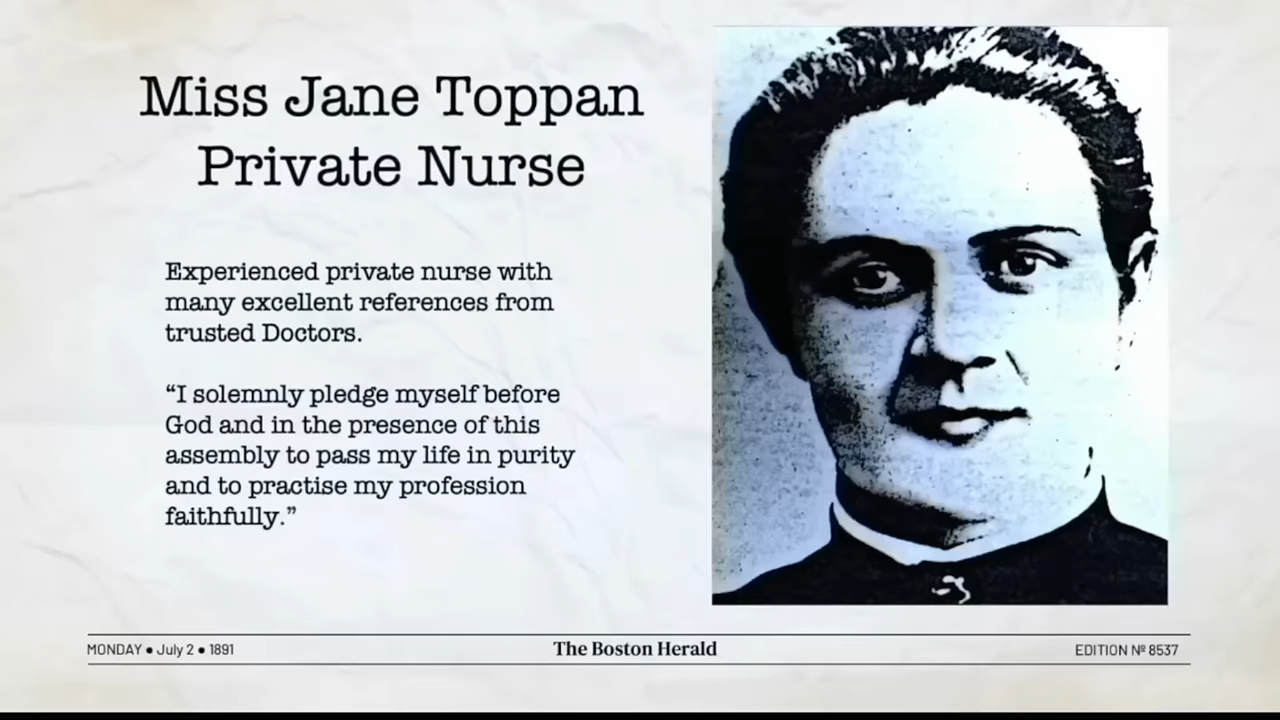 Miss Jane Toppan
Private Nurse
Experienced private nurse with
many excellent references from
trusted Doctors.
“I solemnly pledge myself before
God and in the presence of this
assembly to pass my life in purity
and to practise my profession
faithfully.”
MONDAY ● July 2 ● 1891
The Boston Herald
EDITION Nº 8537